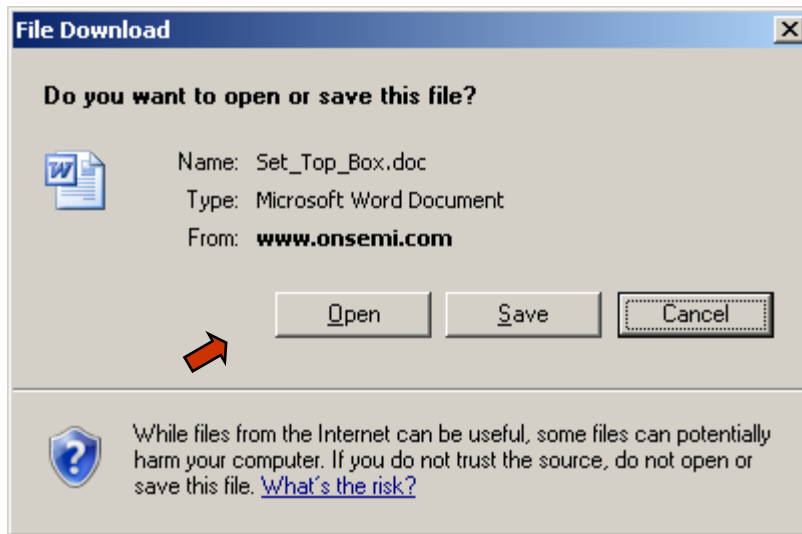 File Download
Do you want to open or save this file?
Name: Set_Top_Box.doc
Type: Microsoft Word Document
From: www.onsemi.com
Open Save Cancel
While files from the Internet can be useful, some files can potentially
harm your computer. If you do not trust the source, do not open or
save this file. What's the risk?